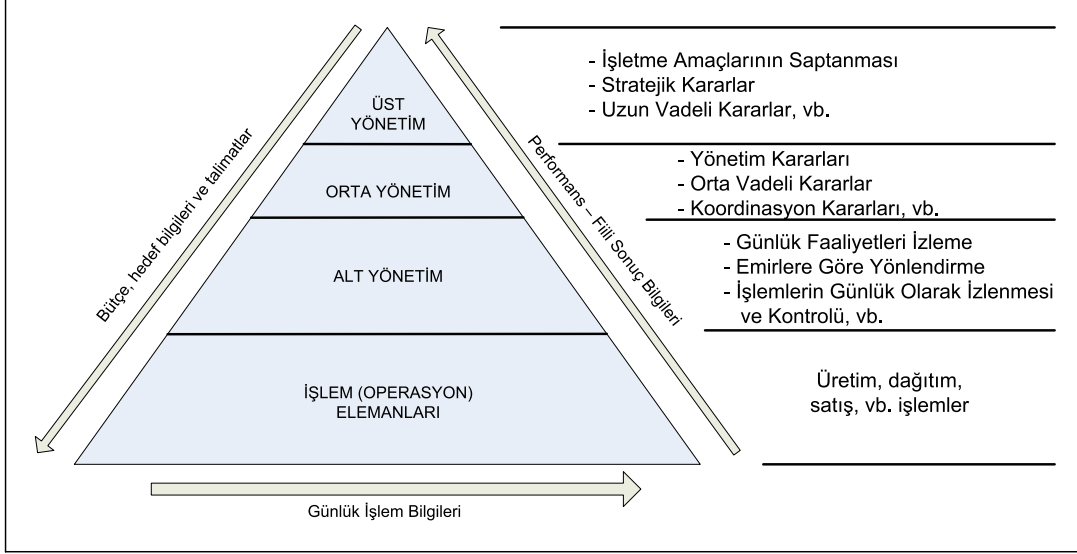 ÜST
YÖNETİM
ORTA YÖNETİM
ALT YÖNETİM
İŞLEM (OPERASYON)
ELEMANLARI
Bütçe, hedef bilgileri ve talimatlar
Performans – Fiili Sonuç Bilgileri
Günlük İşlem Bilgileri
- İşletme Amaçlarının Saptanması
- Stratejik Kararlar
- Uzun Vadeli Kararlar, vb.
- Yönetim Kararları
- Orta Vadeli Kararlar
- Koordinasyon Kararları, vb.
- Günlük Faaliyetleri İzleme
- Emirlere Göre Yönlendirme
- İşlemlerin Günlük Olarak İzlenmesi
ve Kontrolü, vb.
Üretim, dağıtım,
satış, vb. işlemler